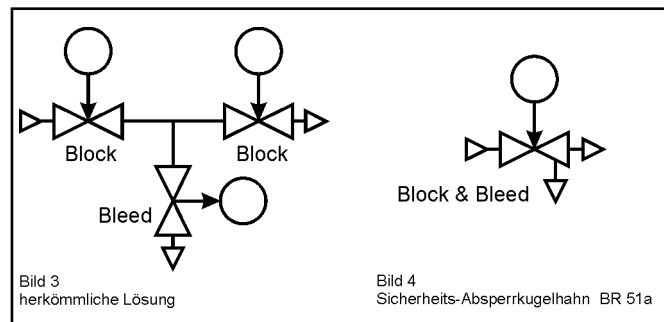 Block
Block
Bleed
Bild 3
herkömmliche Lösung
Block & Bleed
Bild 4
Sicherheits-Absperrkugelhahn BR 51a